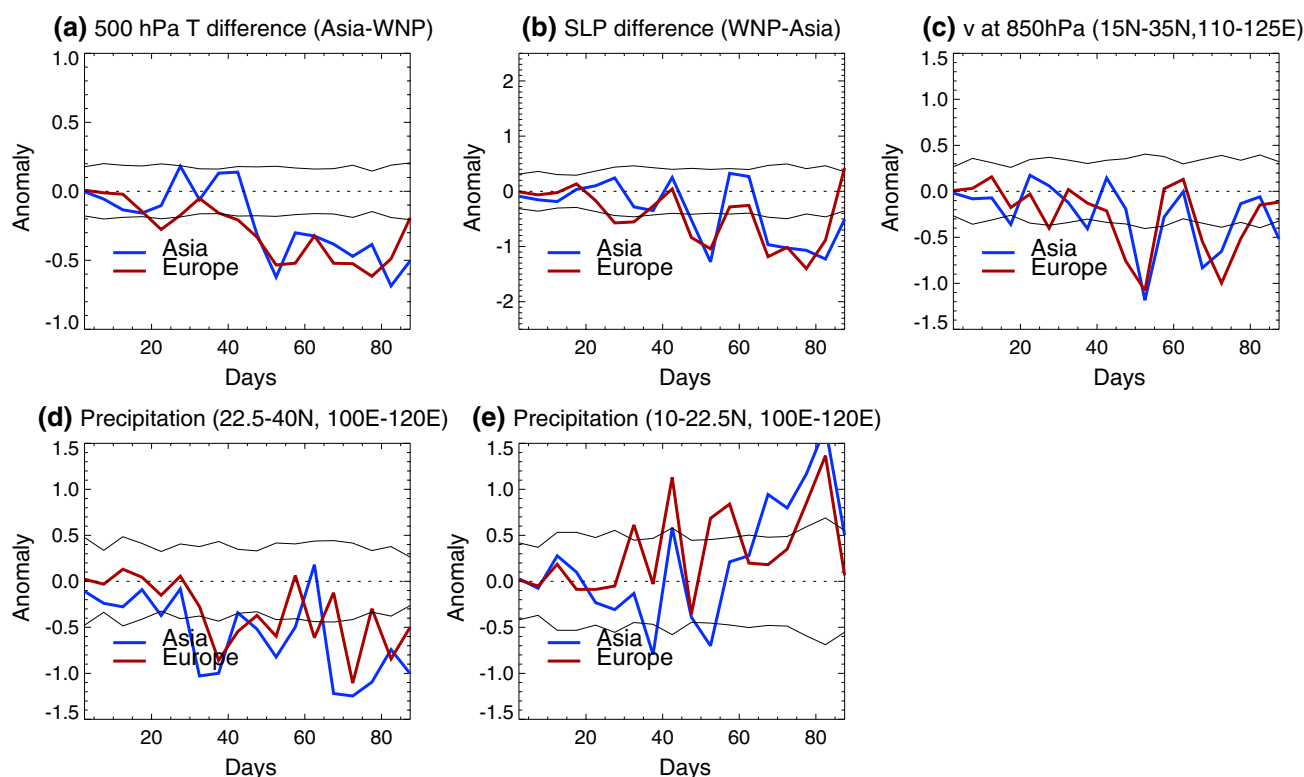 (a) 500 hPa T difference (Asia-WNP)
1.0
0.5
0.0
-0.5
-1.0
Anomaly
Asia
Europe
20 40 60 80
Days
(b) SLP difference (WNP-Asia)
2
1
0
-1
-2
Anomaly
Asia
Europe
20 40 60 80
Days
(c) v at 850hPa (15N-35N,110-125E)
1.5
1.0
0.5
0.0
-0.5
-1.0
-1.5
Anomaly
Asia
Europe
20 40 60 80
Days
(d) Precipitation (22.5-40N, 100E-120E)
1.5
1.0
0.5
0.0
-0.5
-1.0
-1.5
Anomaly
Asia
Europe
20 40 60 80
Days
(e) Precipitation (10-22.5N, 100E-120E)
1.5
1.0
0.5
0.0
-0.5
-1.0
-1.5
Anomaly
Asia
Europe
20 40 60 80
Days